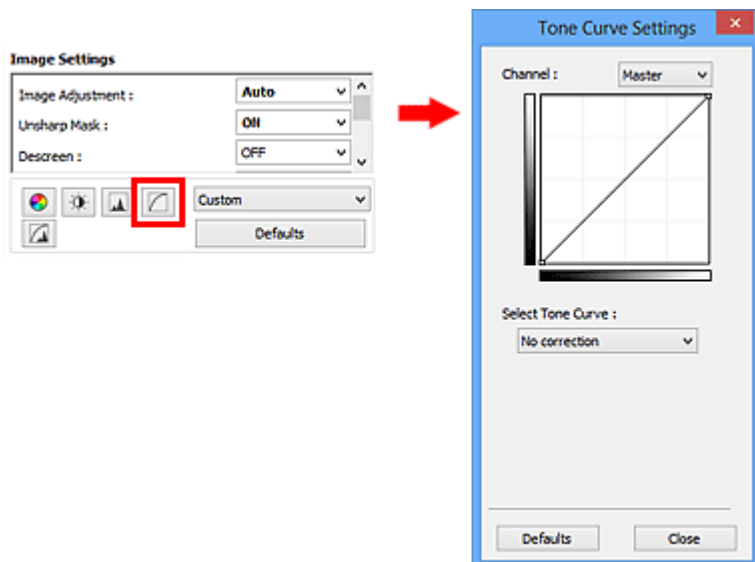 Image Settings
Image Adjustment : Auto
Unsharp Mask : ON
Descreen : OFF
Custom
Defaults
Tone Curve Settings
Channel : Master
Select Tone Curve :
No correction
Defaults Close